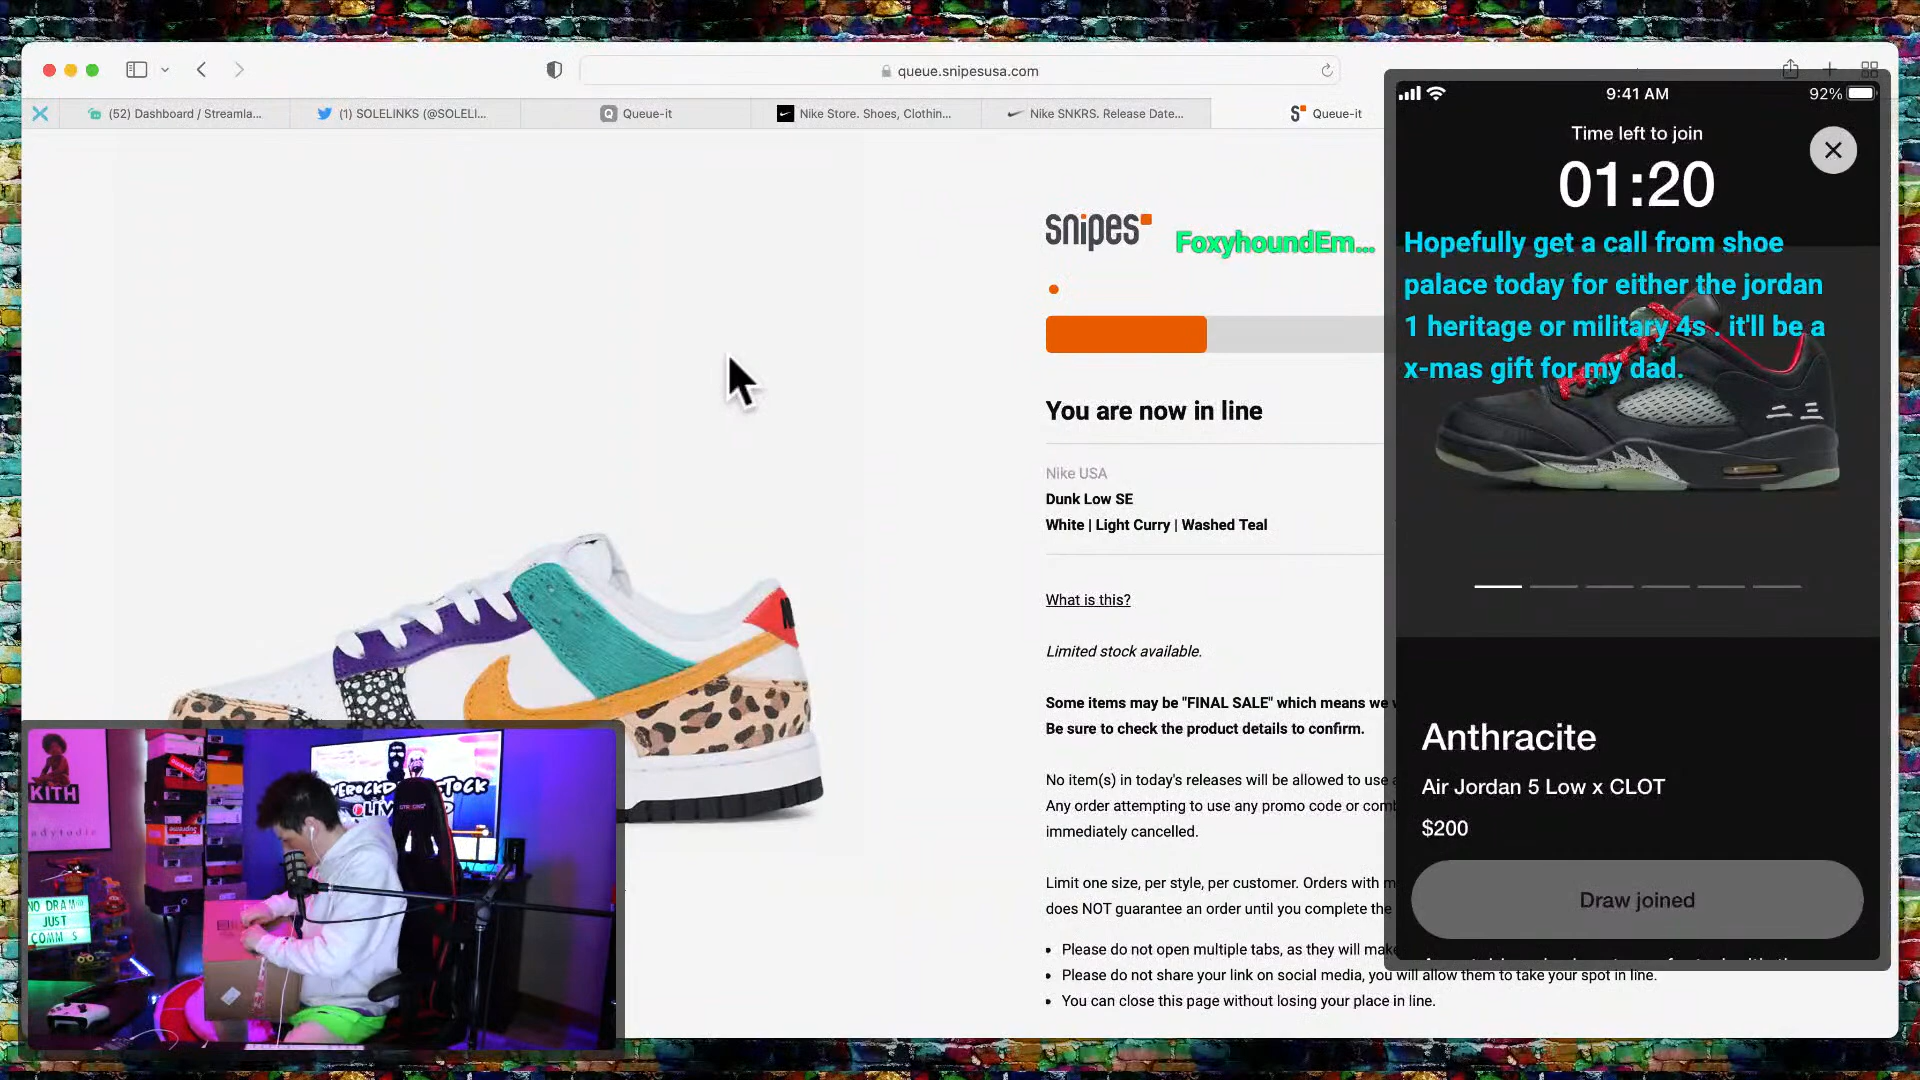 queue.snipesusa.com
(52) Dashboard / Streamla...
(1) SOLELINKS (@SOLELI...
Queue-it
Nike Store. Shoes, Clothin...
Nike SNKRS. Release Date...
Queue-it
snipes
FoxyhoundEm...
You are now in line
Nike USA
Dunk Low SE
White | Light Curry | Washed Teal
What is this?
Limited stock available.
Some items may be "FINAL SALE" which means we
Be sure to check the product details to confirm.
No item(s) in today's releases will be allowed to use
Any order attempting to use any promo code or
immediately cancelled.
Limit one size, per style, per customer. Orders with
does NOT guarantee an order until you complete the
• Please do not open multiple tabs, as they will
• Please do not share your link on social media, you will allow them to take your spot in line.
• You can close this page without losing your place in line.
9:41 AM
92%
Time left to join
01:20
Hopefully get a call from shoe
palace today for either the jordan
1 heritage or military 4s . it'll be a
x-mas gift for my dad.
Anthracite
Air Jordan 5 Low x CLOT
$200
Draw joined
KITH
JUST